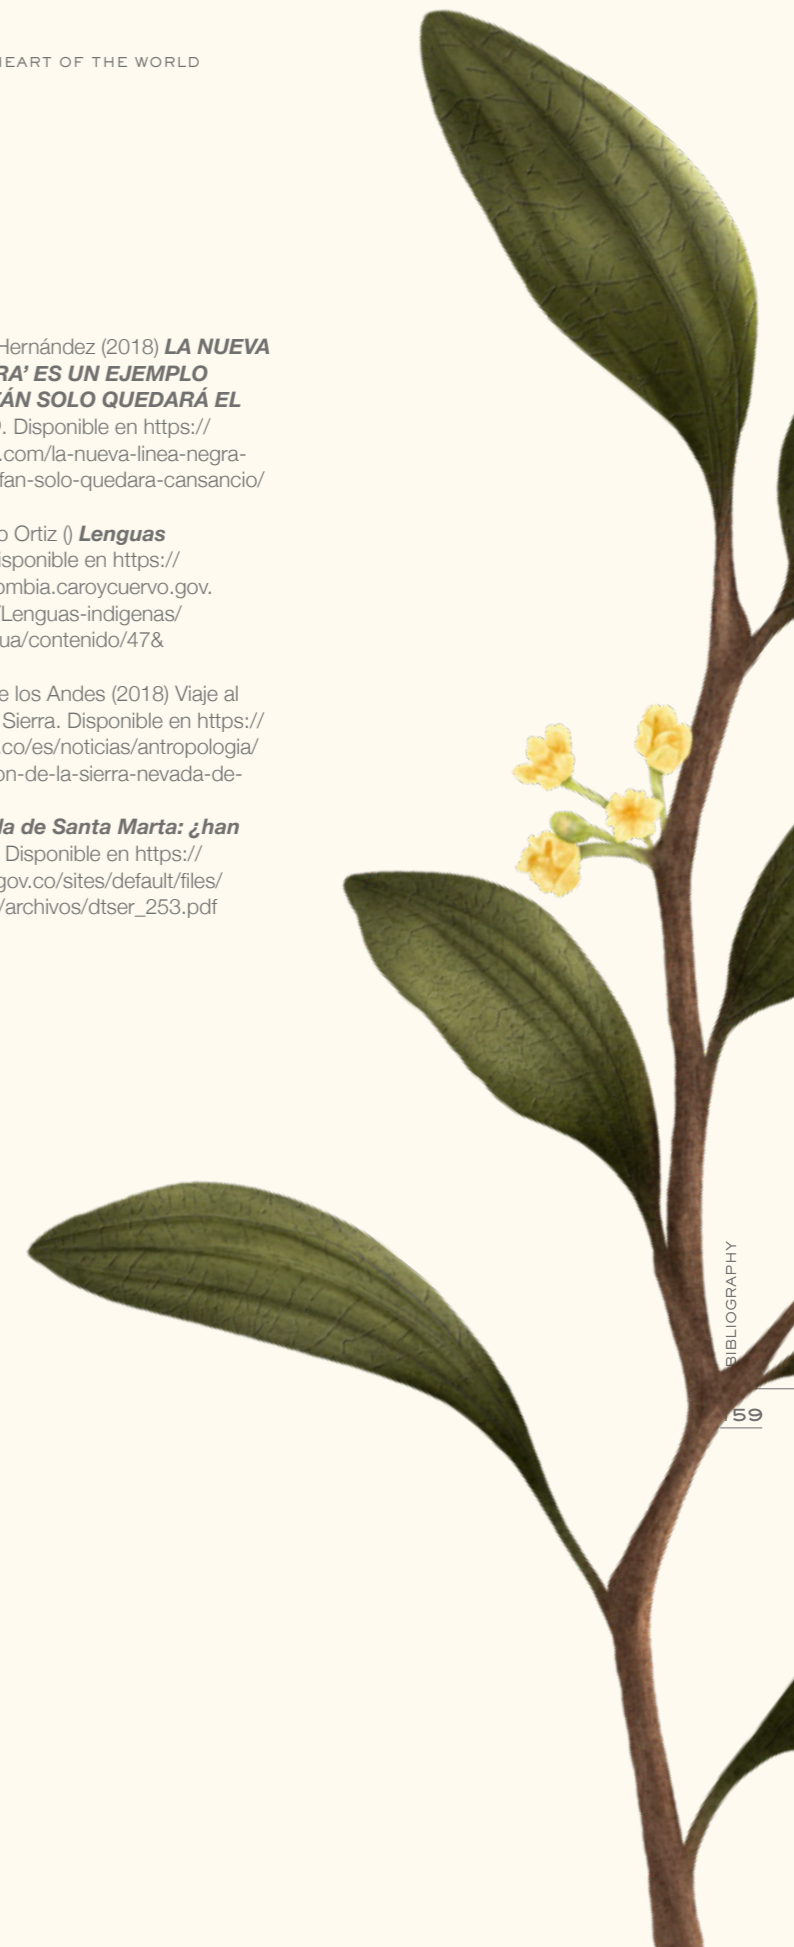 HEART OF THE WORLD
Hernández (2018) LA NUEVA
RA’ ES UN EJEMPLO
ÁN SOLO QUEDARÁ EL
. Disponible en https://
.com/la-nueva-linea-negra-
fan-solo-quedara-cansancio/
o Ortiz () Lenguas
isponible en https://
ombia.caroycuervo.gov.
/Lenguas-indigenas/
ua/contenido/47&
e los Andes (2018) Viaje al
Sierra. Disponible en https://
.co/es/noticias/antropologia/
on-de-la-sierra-nevada-de-
da de Santa Marta: ¿han
Disponible en https://
gov.co/sites/default/files/
/archivos/dtser_253.pdf
BIBLIOGRAPHY
59